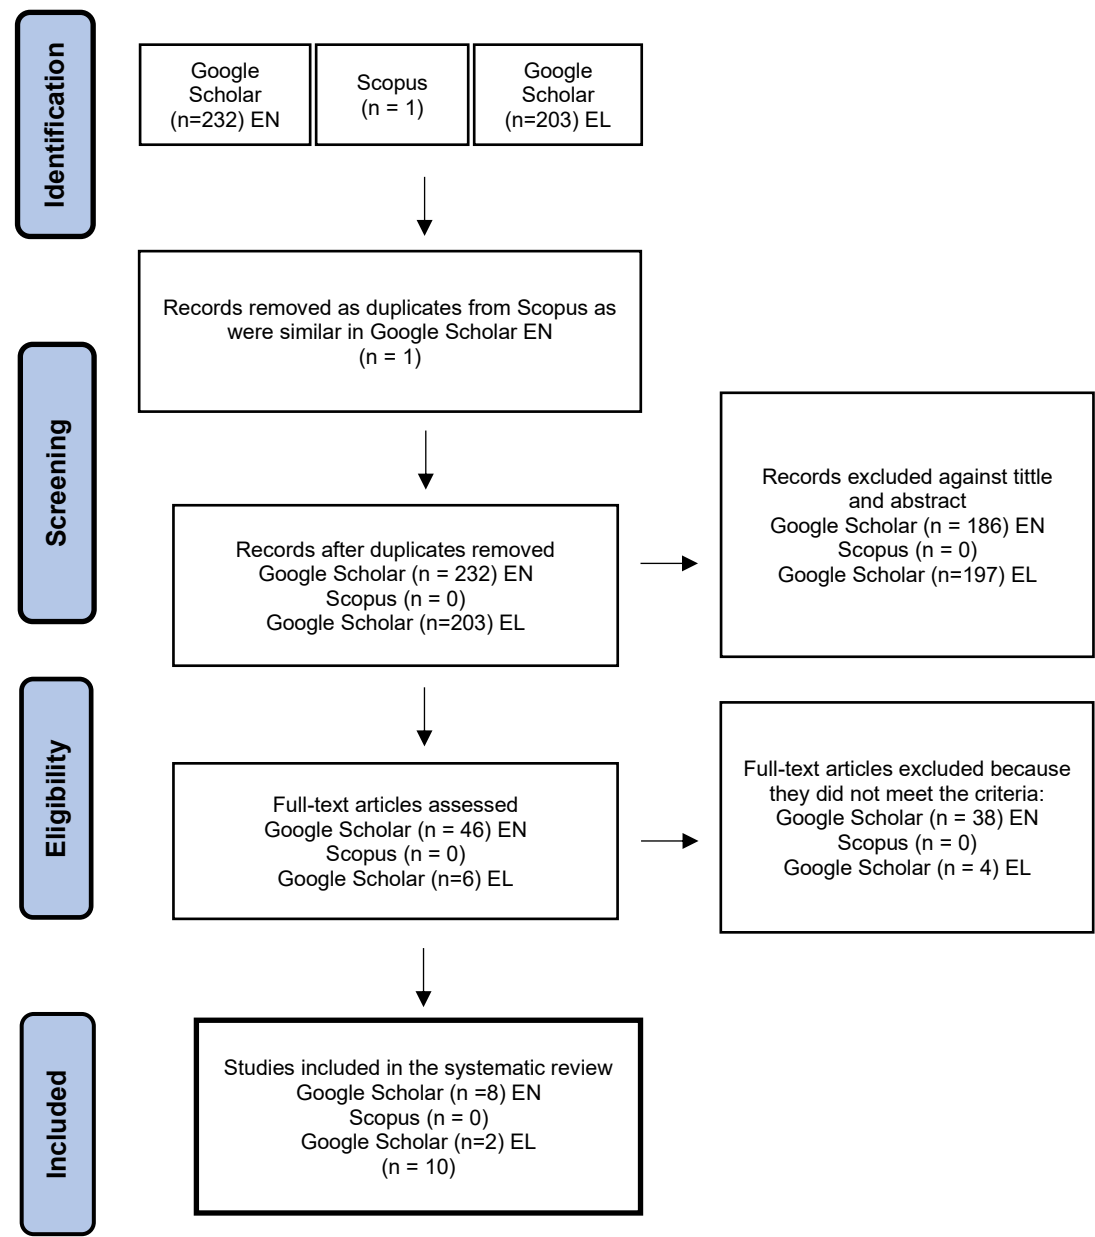 Identification
Google
Scholar
(n=232) EN
Scopus
(n = 1)
Google
Scholar
(n=203) EL
Records removed as duplicates from Scopus as
were similar in Google Scholar EN
(n = 1)
Screening
Records after duplicates removed
Google Scholar (n = 232) EN
Scopus (n = 0)
Google Scholar (n=203) EL
Records excluded against tittle
and abstract
Google Scholar (n = 186) EN
Scopus (n = 0)
Google Scholar (n=197) EL
Eligibility
Full-text articles assessed
Google Scholar (n = 46) EN
Scopus (n = 0)
Google Scholar (n=6) EL
Full-text articles excluded because
they did not meet the criteria:
Google Scholar (n = 38) EN
Scopus (n = 0)
Google Scholar (n = 4) EL
Included
Studies included in the systematic review
Google Scholar (n =8) EN
Scopus (n = 0)
Google Scholar (n=2) EL
(n = 10)